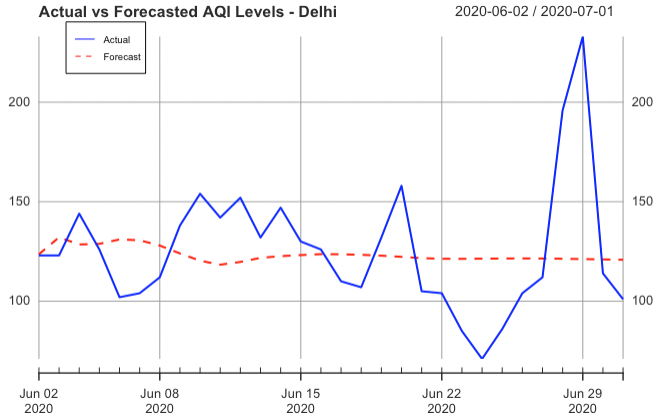 Actual vs Forecasted AQI Levels - Delhi
2020-06-02 / 2020-07-01
Actual
Forecast
200
200
150
150
100
100
Jun 02
2020
Jun 08
2020
Jun 15
2020
Jun 22
2020
Jun 29
2020